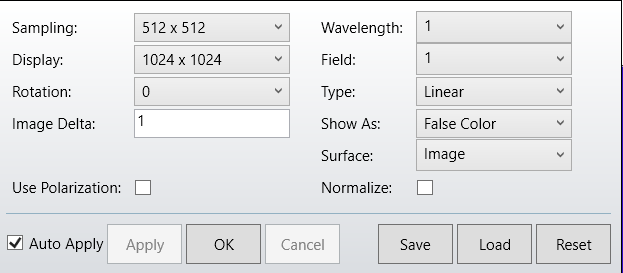 Sampling: 512 x 512 Wavelength: 1
Display: 1024 x 1024 Field: 1
Rotation: 0 Type: Linear
Image Delta: 1 Show As: False Color
Surface: Image
Use Polarization: Normalize:
Auto Apply Apply OK Cancel Save Load Reset